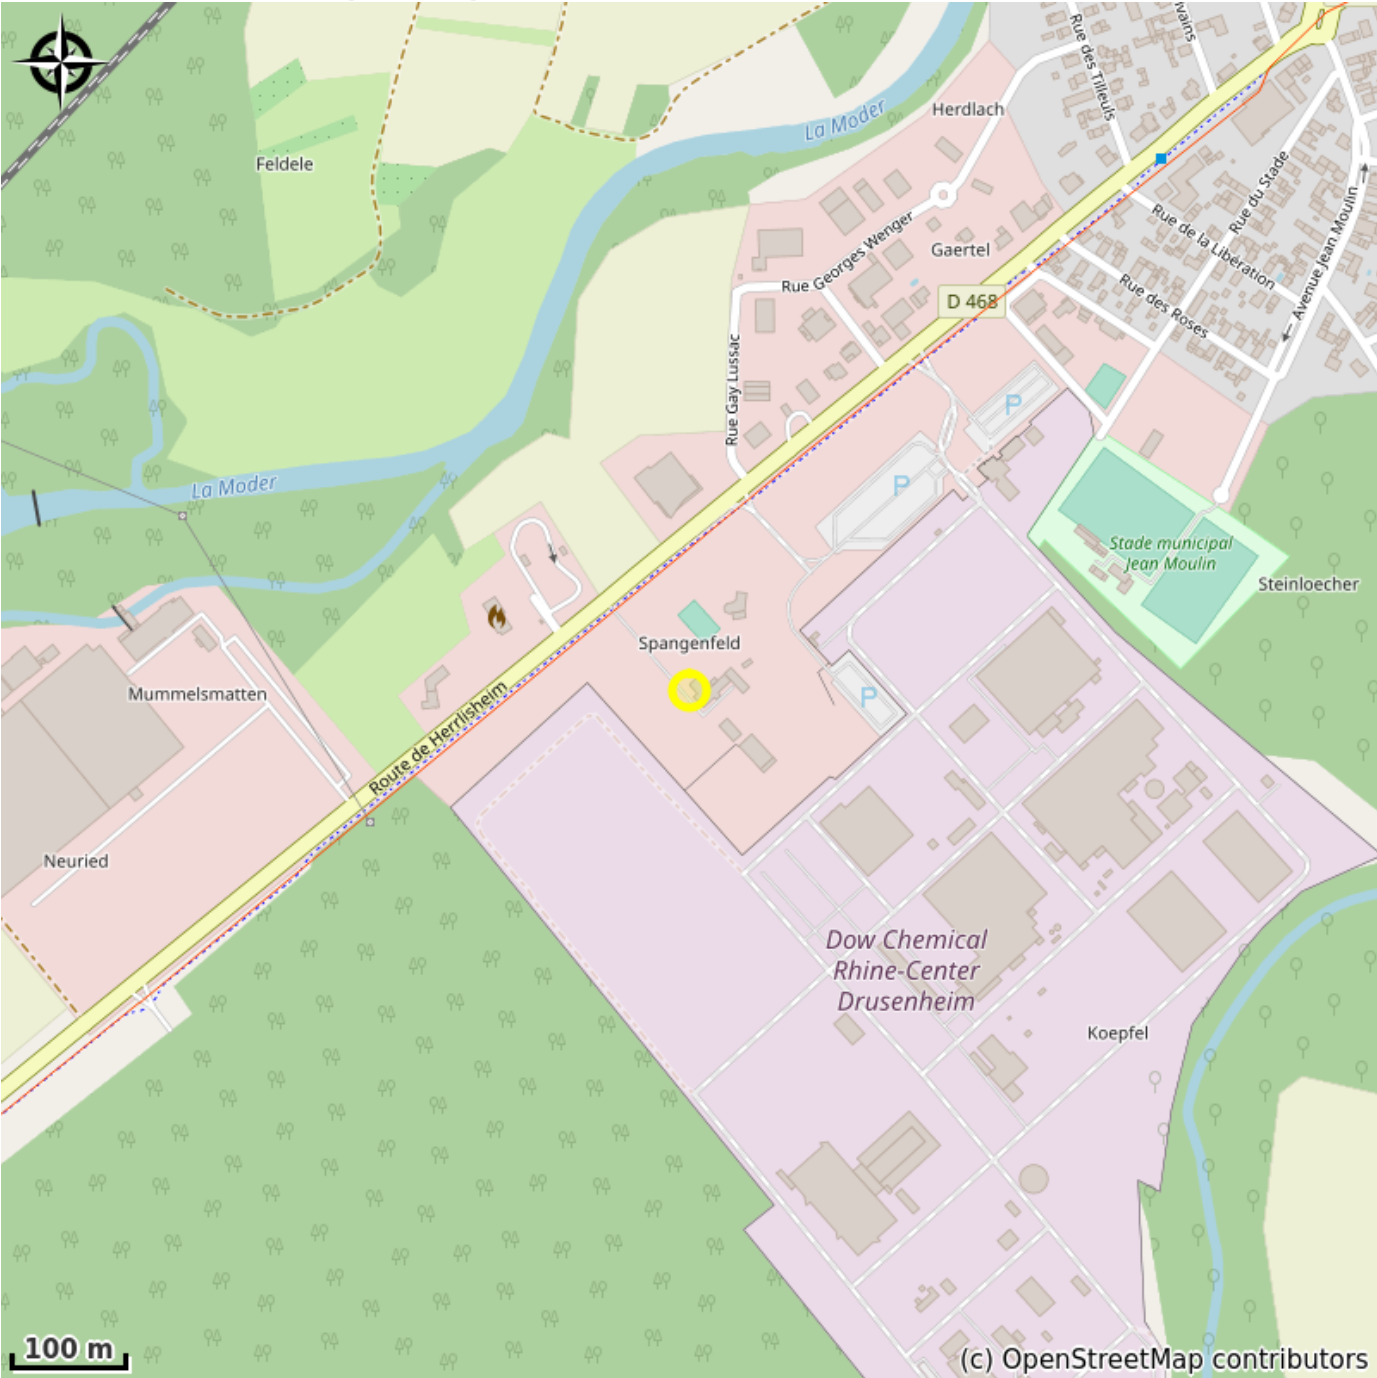 Rue des Tilleuls
vains
La Moder
Herdlach
Feldele
Rue du Stade
Avenue Jean Moulin
Rue de la Libération
Rue Georges Wenger
Gaertel
Rue des Roses
D 468
Rue Gay Lussac
P
P
La Moder
Stade municipal
Jean Moulin
Steinloecher
Spangenfeld
Mummelsmatten
P
Route de Herrlisheim
Neuried
Dow Chemical
Rhine-Center
Drusenheim
Koepfel
100 m
(c) OpenStreetMap contributors